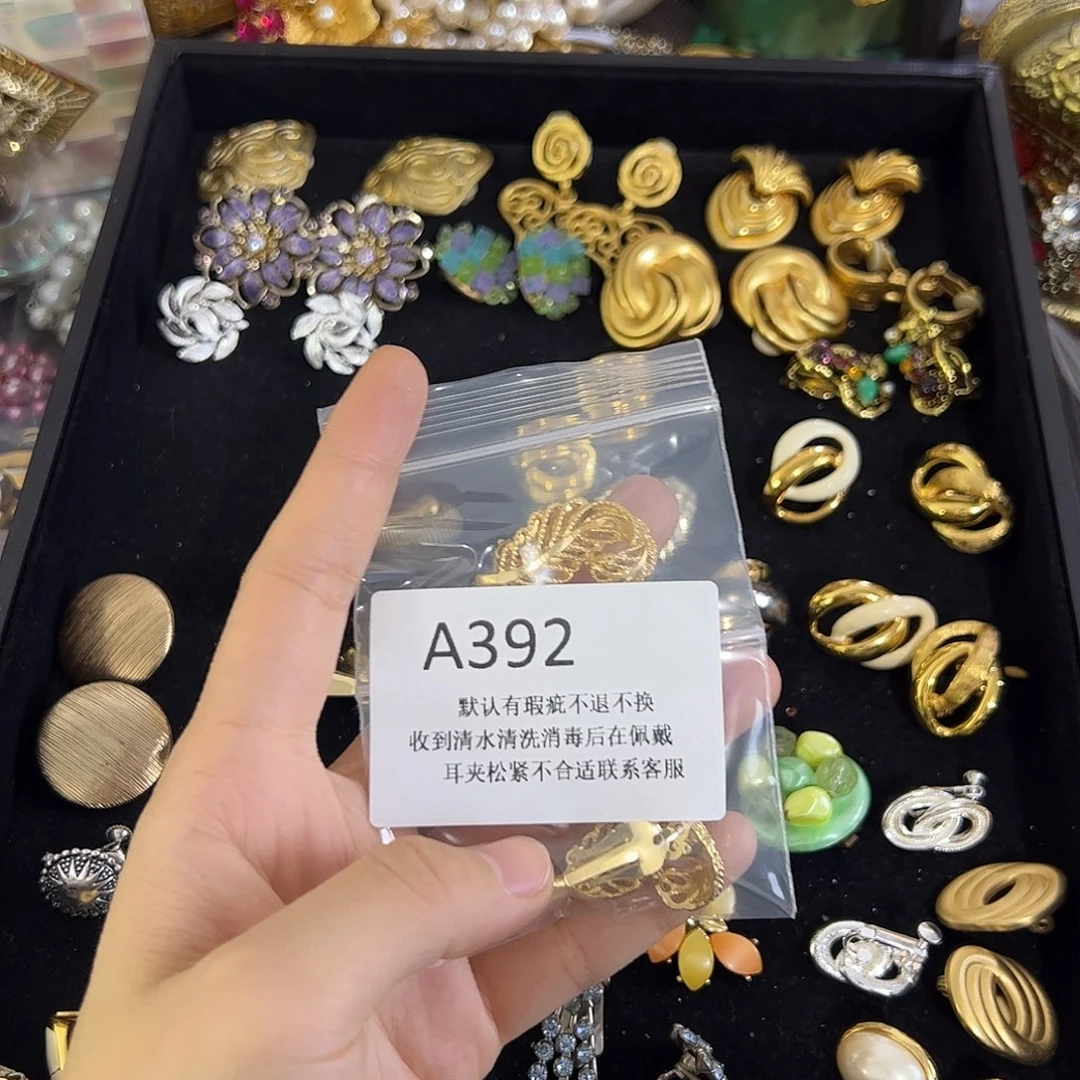 A392
默认有瑕疵不退不换
收到清水清洗消毒后在佩戴
耳夹松紧不合适联系客服